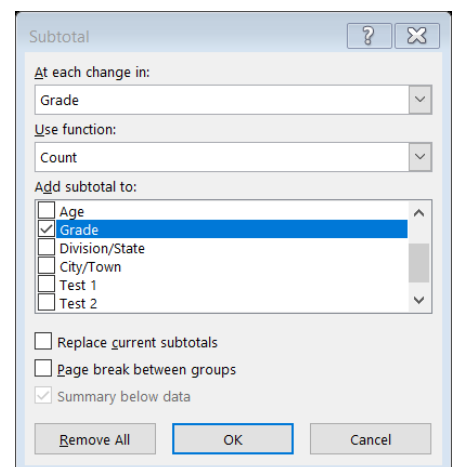 Subtotal
At each change in:
Grade
Use function:
Count
Add subtotal to:
Age
Grade
Division/State
City/Town
Test 1
Test 2
Replace current subtotals
Page break between groups
Summary below data
Remove All OK Cancel